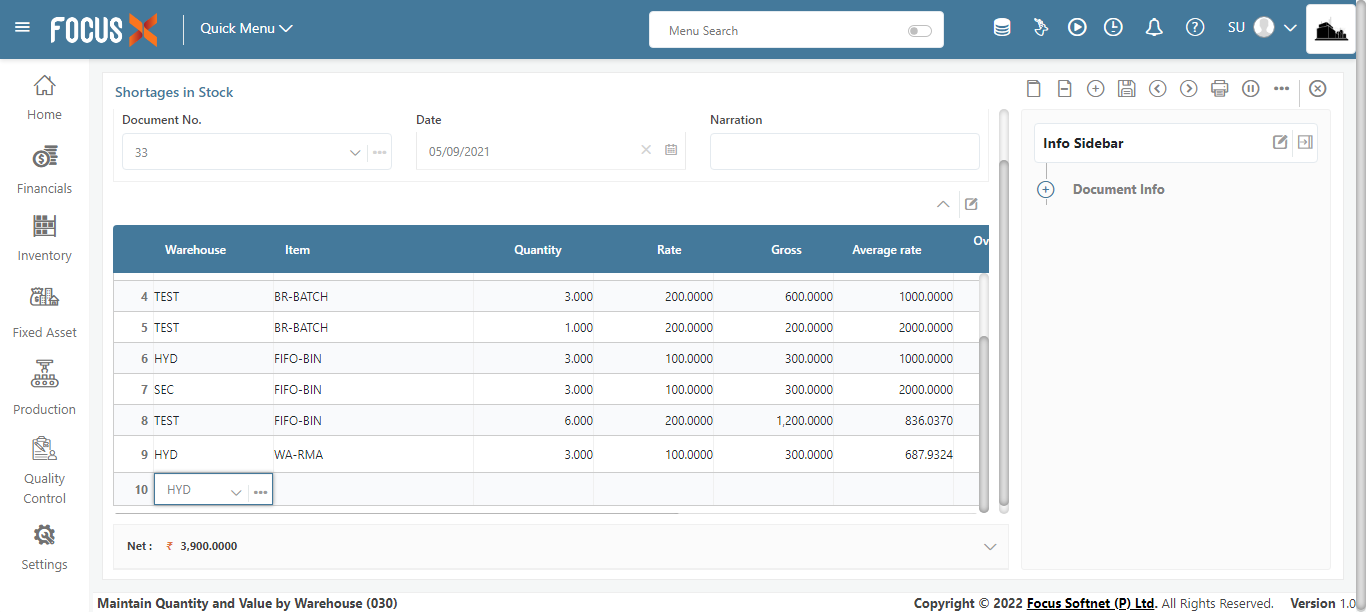 FOCUS X
Quick Menu
Menu Search
SU
Home
Financials
Inventory
Fixed Asset
Production
Quality
Control
Settings
Shortages in Stock
Document No. Date Narration
33 05/09/2021
Warehouse Item Quantity Rate Gross Average rate Ov
4 TEST BR-BATCH 3.000 200.0000 600.0000 1000.0000
5 TEST BR-BATCH 1.000 200.0000 200.0000 2000.0000
6 HYD FIFO-BIN 3.000 100.0000 300.0000 1000.0000
7 SEC FIFO-BIN 3.000 100.0000 300.0000 2000.0000
8 TEST FIFO-BIN 6.000 200.0000 1,200.0000 836.0370
9 HYD WA-RMA 3.000 100.0000 300.0000 687.9324
10 HYD
Net : ₹ 3,900.0000
Info Sidebar
Document Info
Maintain Quantity and Value by Warehouse (030)
Copyright © 2022 Focus Softnet (P) Ltd. All Rights Reserved. Version 1.0